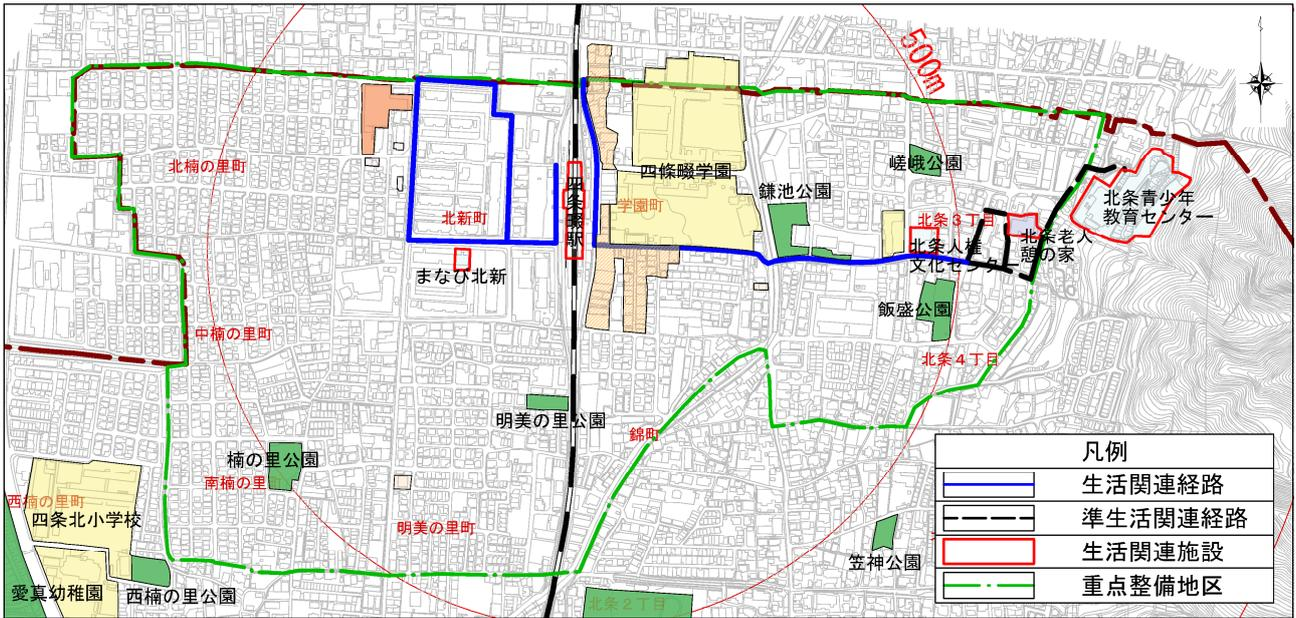 500m
北楠の里町
四條畷学園
嵯峨公園
鎌池公園
北条青少年
教育センター
学園町
北新町
四条畷駅
北条3丁目
北条人権
文化センター
北条老人
憩の家
まなび北新
飯盛公園
中楠の里町
北条4丁目
明美の里公園
錦町
楠の里公園
南楠の里町
西楠の里町
四条北小学校
明美の里町
笠神公園
愛真幼稚園
西楠の里公園
北条2丁目
凡例
生活関連経路
準生活関連経路
生活関連施設
重点整備地区